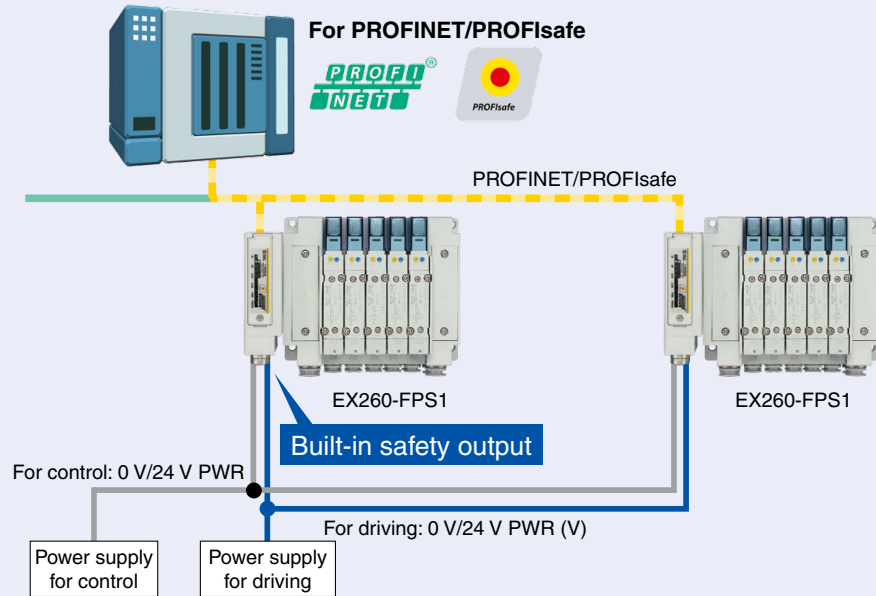 For PROFINET/PROFIsafe
PROFI
NET
®
PROFIsafe
PROFINET/PROFIsafe
EX260-FPS1
EX260-FPS1
Built-in safety output
For control: 0 V/24 V PWR
For driving: 0 V/24 V PWR (V)
Power supply
for control
Power supply
for driving